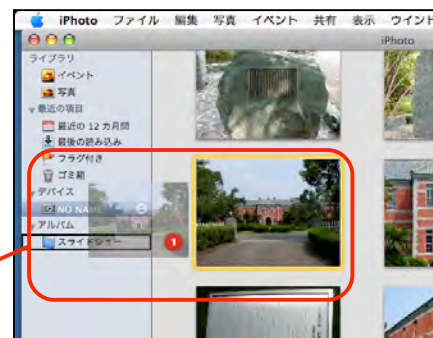 iPhoto ファイル 編集 写真 イベント 共有 表示 ウインド
iPhoto
ライブラリ
イベント
写真
最近の項目
最近の 12 カ月間
最後の読み込み
フラグ付き
ゴミ箱
デバイス
NO NAME
アルバム
スライドショー
1